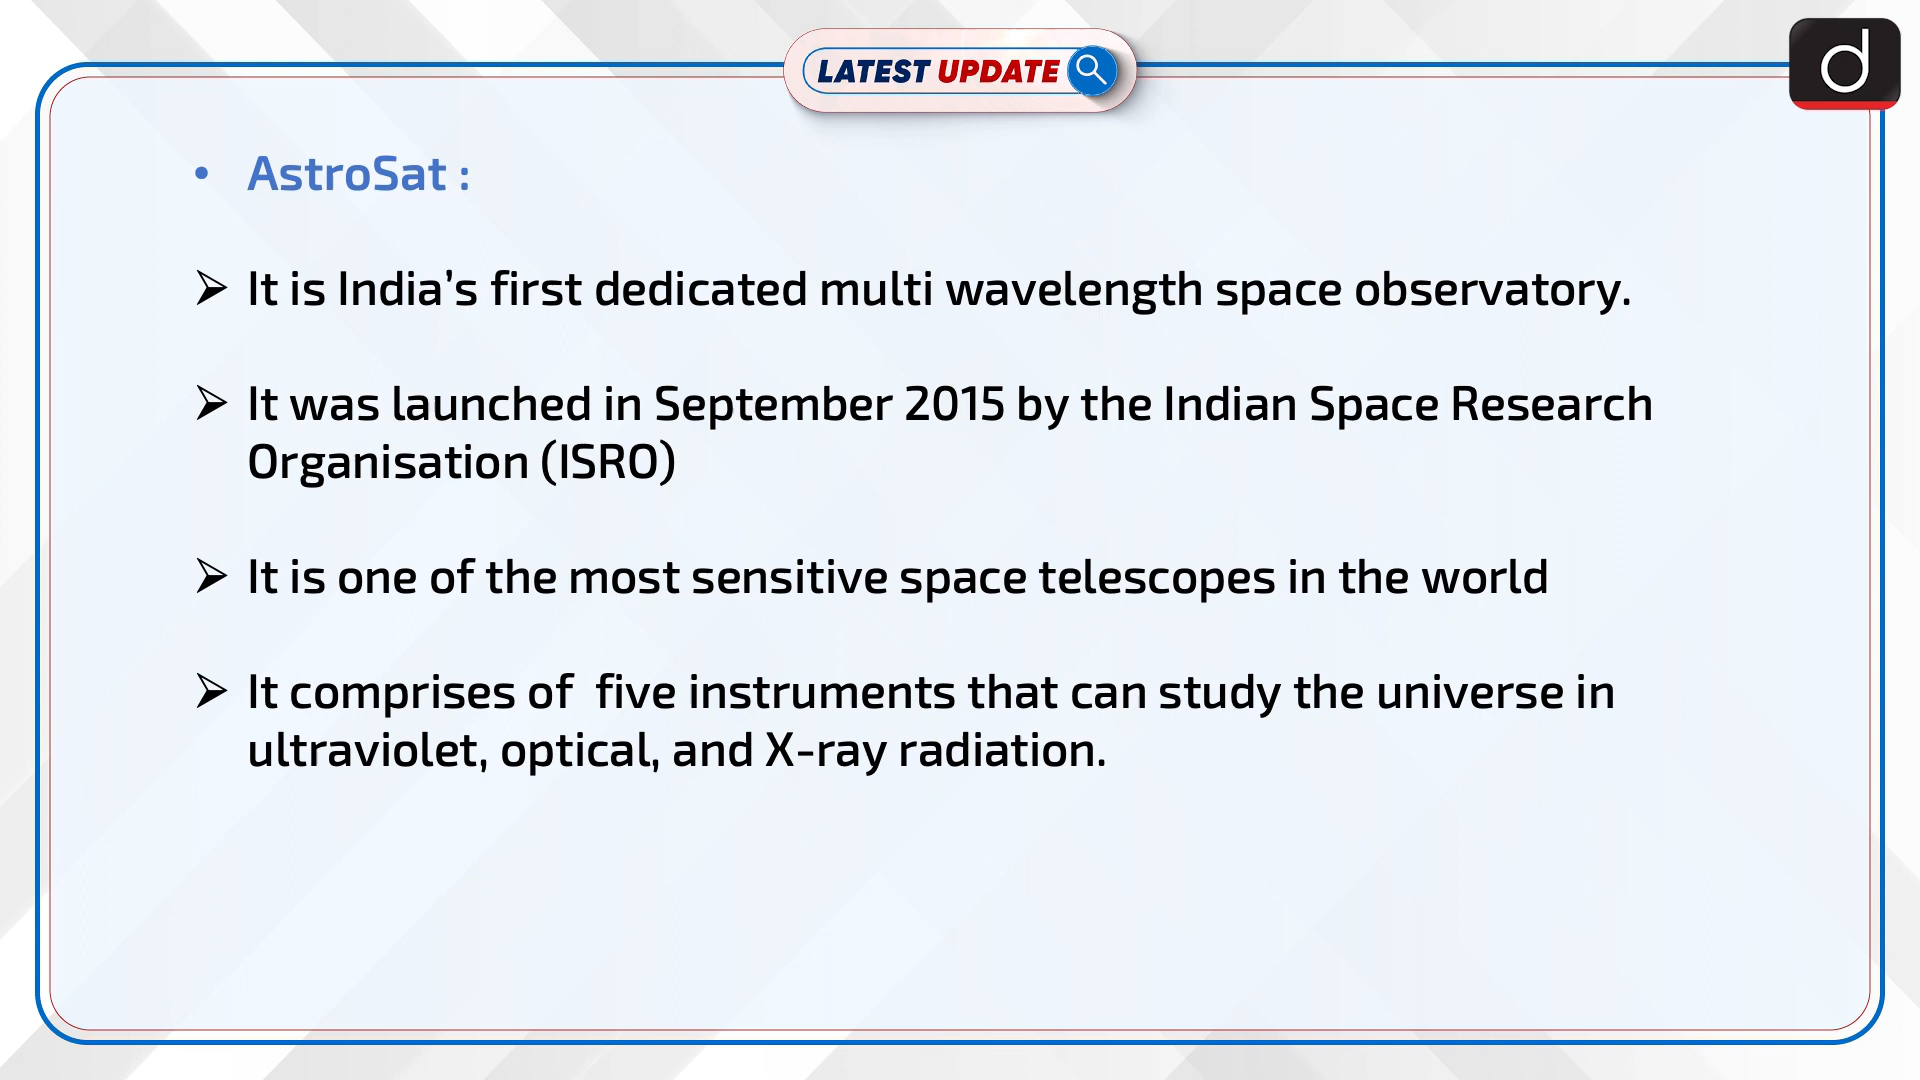 LATEST UPDATE
d
• AstroSat :
➢ It is India’s first dedicated multi wavelength space observatory.
➢ It was launched in September 2015 by the Indian Space Research
Organisation (ISRO)
➢ It is one of the most sensitive space telescopes in the world
➢ It comprises of  five instruments that can study the universe in
ultraviolet, optical, and X-ray radiation.